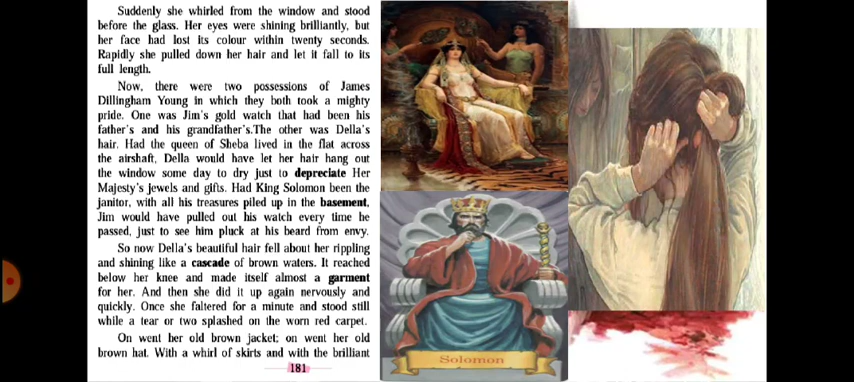 Suddenly she whirled from the window and stood
before the glass. Her eyes were shining brilliantly, but
her face had lost its colour within twenty seconds.
Rapidly she pulled down her hair and let it fall to its
full length.
Now, there were two possessions of James
Dillingham Young in which they both took a mighty
pride. One was Jim's gold watch that had been his
father's and his grandfather's.The other was Della's
hair. Had the queen of Sheba lived in the flat across
the airshaft, Della would have let her hair hang out
the window some day to dry just to depreciate Her
Majesty's jewels and gifts. Had King Solomon been the
janitor, with all his treasures piled up in the basement,
Jim would have pulled out his watch every time he
passed, just to see him pluck at his beard from envy.
So now Della's beautiful hair fell about her rippling
and shining like a cascade of brown waters. It reached
below her knee and made itself almost a garment
for her. And then she did it up again nervously and
quickly. Once she faltered for a minute and stood still
while a tear or two splashed on the worn red carpet.
On went her old brown jacket; on went her old
brown hat. With a whirl of skirts and with the brilliant
181
Solomon